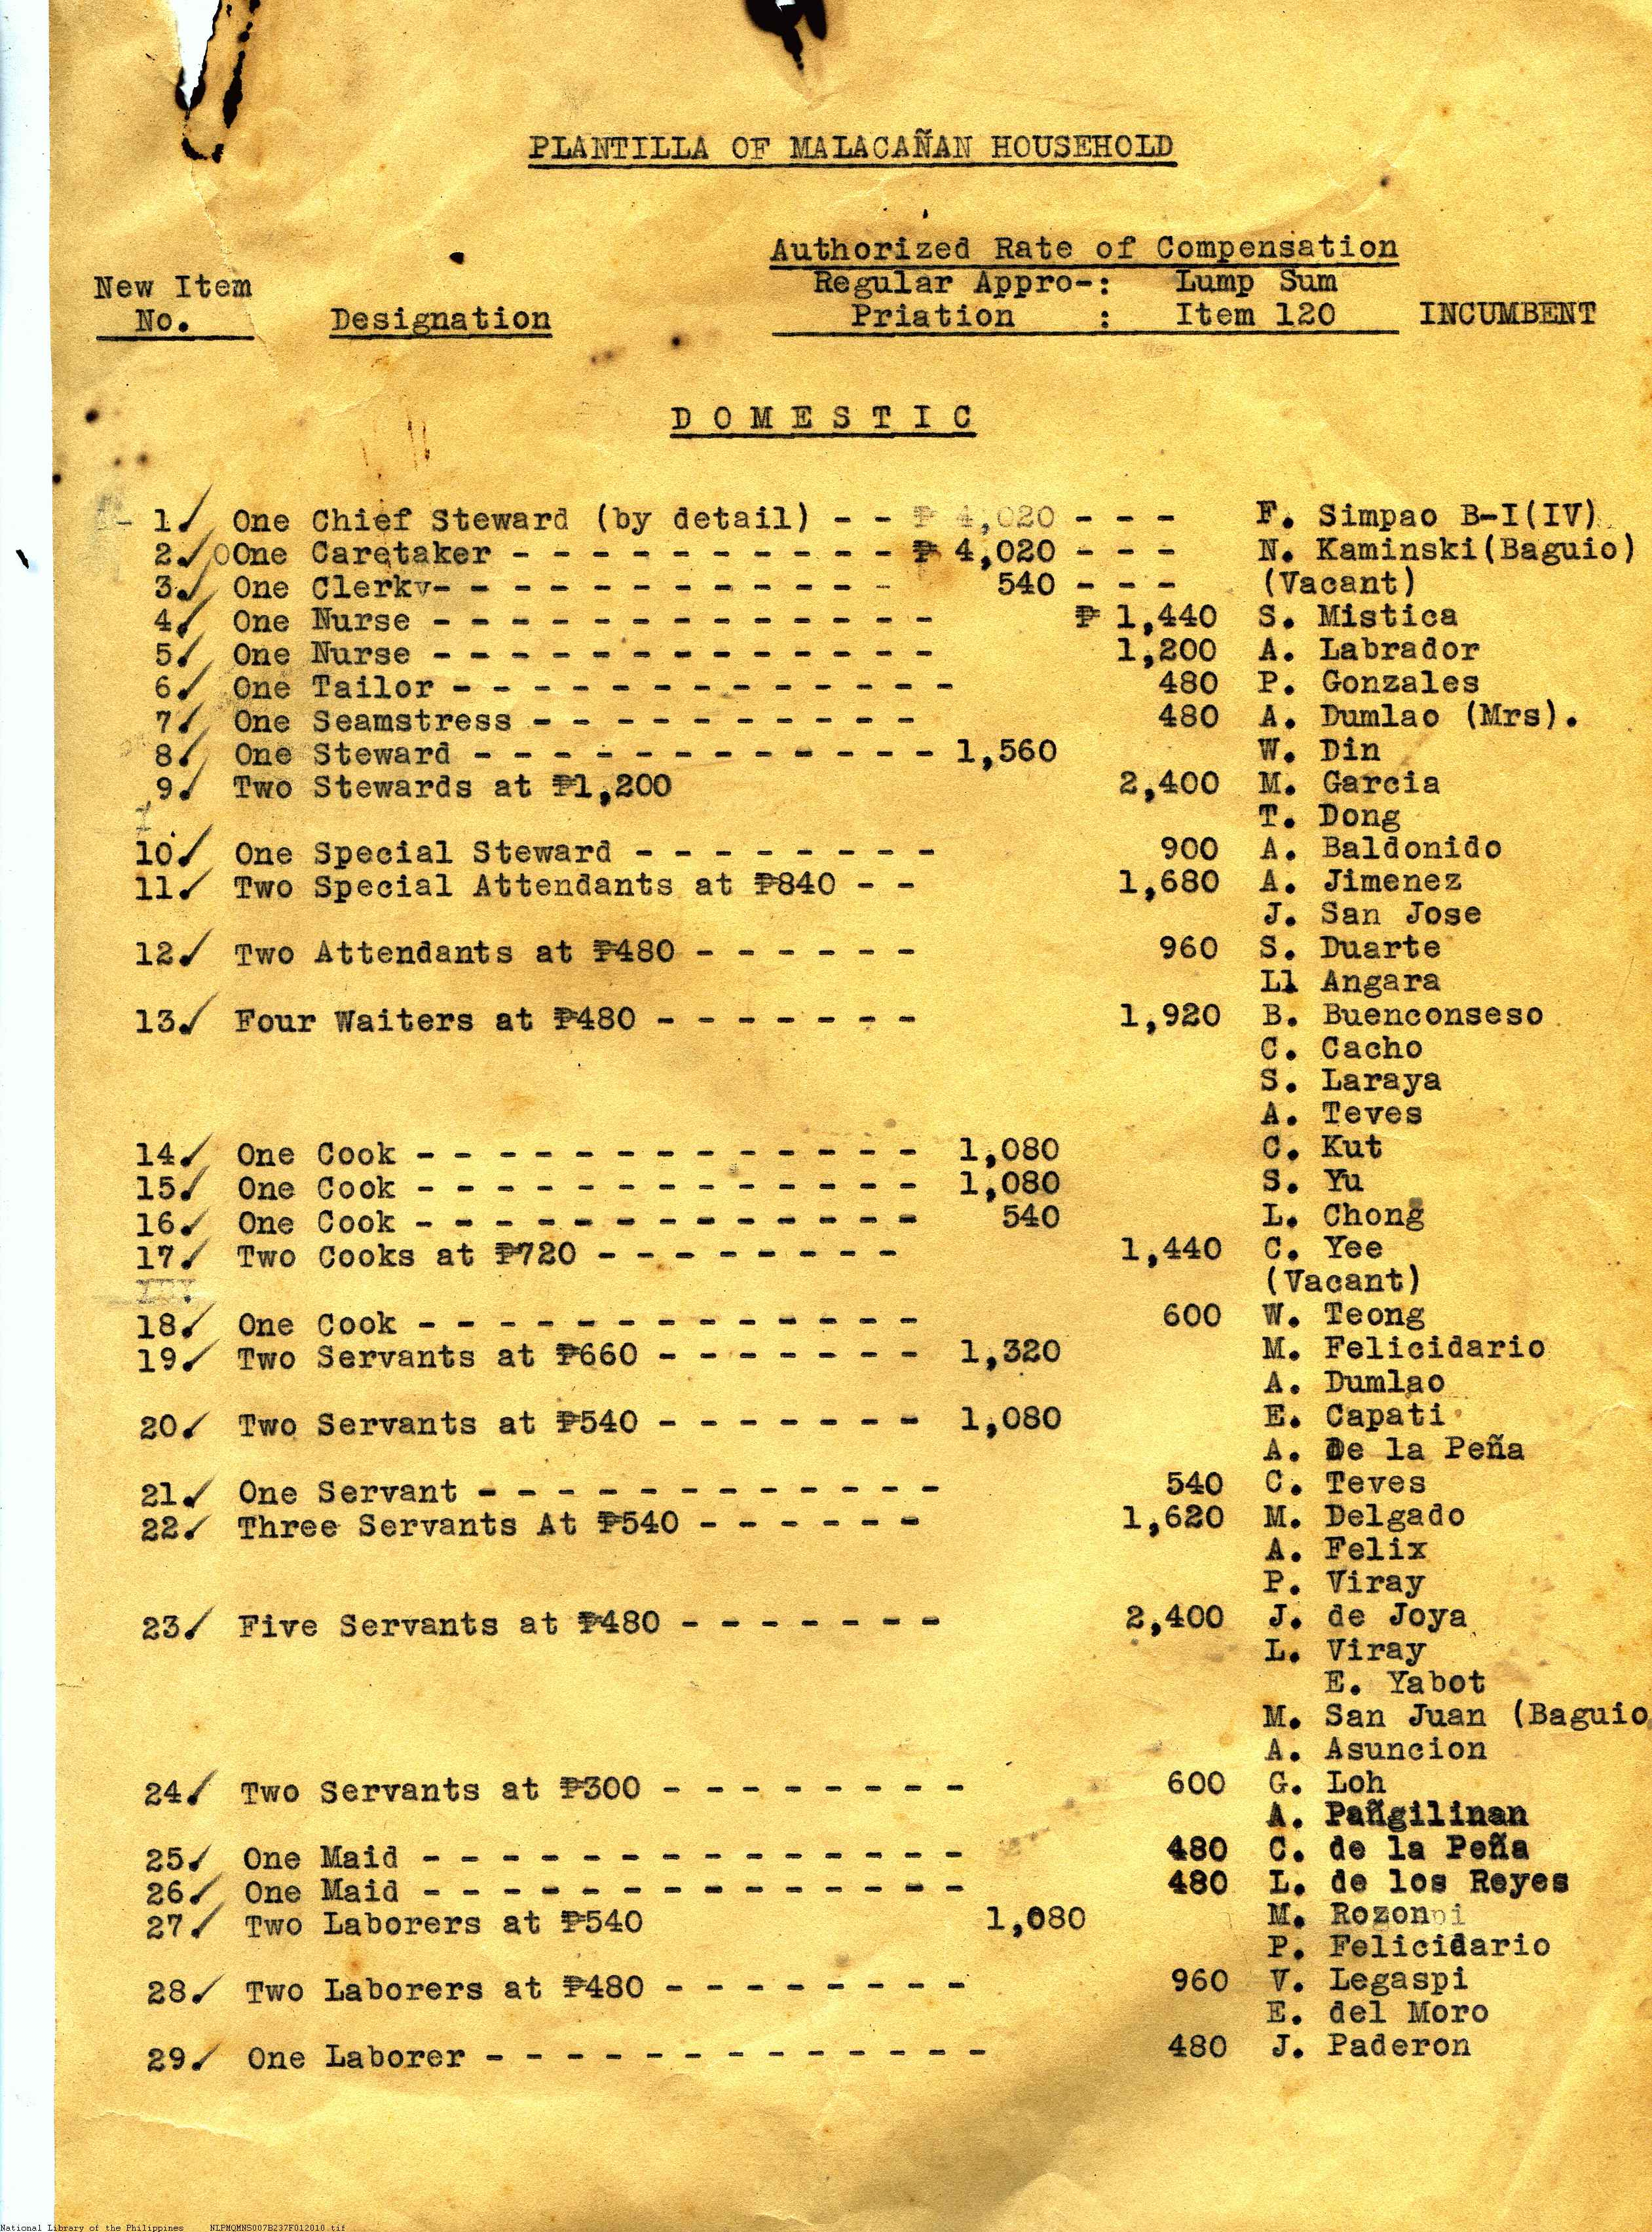 PLANTILLA OF MALACAÑAN HOUSEHOLD
Authorized Rate of Compensation
New Item Regular Appro-: Lump Sum
No. Designation Priation : Item 120 INCUMBENT
D O M E S T I C
1. One Chief Steward (by detail) - - ₱ 4,020 - - - F. Simpao B-I(IV)
2. OOne Caretaker - - - - - - - - - - ₱ 4,020 - - - N. Kaminski(Baguio)
3. One Clerkv- - - - - - - - - - - - 540 - - - (Vacant)
4. One Nurse - - - - - - - - - - - - - ₱ 1,440 S. Mistica
5. One Nurse - - - - - - - - - - - - - 1,200 A. Labrador
6. One Tailor - - - - - - - - - - - - - 480 P. Gonzales
7. One Seamstress - - - - - - - - - - 480 A. Dumlao (Mrs).
8. One Steward - - - - - - - - - - - - 1,560 W. Din
9. Two Stewards at ₱1,200 2,400 M. Garcia
T. Dong
10. One Special Steward - - - - - - - - 900 A. Baldonido
11. Two Special Attendants at ₱840 - - 1,680 A. Jimenez
J. San Jose
12. Two Attendants at ₱480 - - - - - - 960 S. Duarte
Ll Angara
13. Four Waiters at ₱480 - - - - - - - 1,920 B. Buenconseso
C. Cacho
S. Laraya
A. Teves
14. One Cook - - - - - - - - - - - - - 1,080 C. Kut
15. One Cook - - - - - - - - - - - - - 1,080 S. Yu
16. One Cook - - - - - - - - - - - - - 540 L. Chong
17. Two Cooks at ₱720 - - - - - - - - 1,440 C. Yee
(Vacant)
18. One Cook - - - - - - - - - - - - - 600 W. Teong
19. Two Servants at ₱660 - - - - - - - 1,320 M. Felicidario
A. Dumlao
20. Two Servants at ₱540 - - - - - - - 1,080 E. Capati
A. De la Peña
21. One Servant - - - - - - - - - - - - 540 C. Teves
22. Three Servants At ₱540 - - - - - - 1,620 M. Delgado
A. Felix
P. Viray
23. Five Servants at ₱480 - - - - - - - 2,400 J. de Joya
L. Viray
E. Yabot
M. San Juan (Baguio
A. Asuncion
24. Two Servants at ₱300 - - - - - - - - 600 G. Loh
A. Pañgilinan
25. One Maid - - - - - - - - - - - - - - 480 C. de la Peña
26. One Maid - - - - - - - - - - - - - - 480 L. de los Reyes
27. Two Laborers at ₱540 1,080 M. Rozonpi
P. Felicidario
28. Two Laborers at ₱480 - - - - - - - - 960 V. Legaspi
E. del Moro
29. One Laborer - - - - - - - - - - - - - 480 J. Paderon
National Library of the Philippines NLPMQMNS007B237F012010.tif